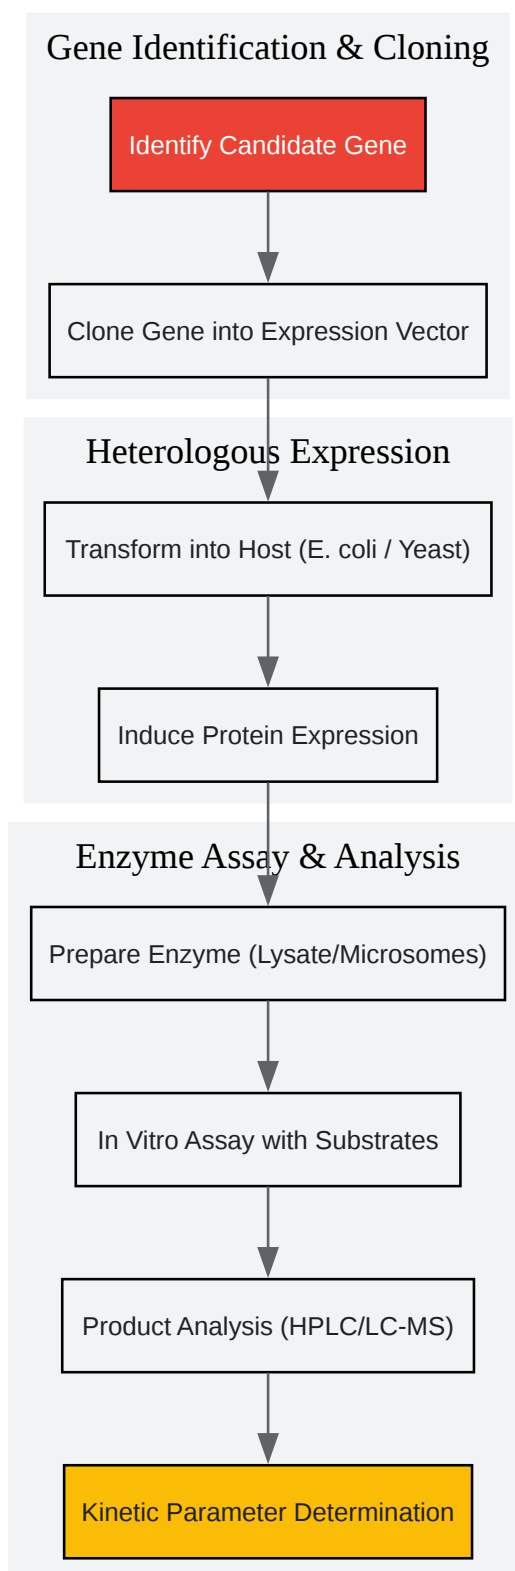 Gene Identification & Cloning
Identify Candidate Gene
Clone Gene into Expression Vector
Heterologous Expression
Transform into Host (E. coli / Yeast)
Induce Protein Expression
Enzyme Assay & Analysis
Prepare Enzyme (Lysate/Microsomes)
In Vitro Assay with Substrates
Product Analysis (HPLC/LC-MS)
Kinetic Parameter Determination